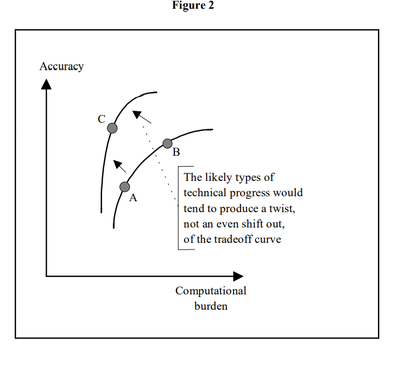 Figure 2
Accuracy
C
B
A
The likely types of
technical progress would
tend to produce a twist,
not an even shift out,
of the tradeoff curve
Computational
burden